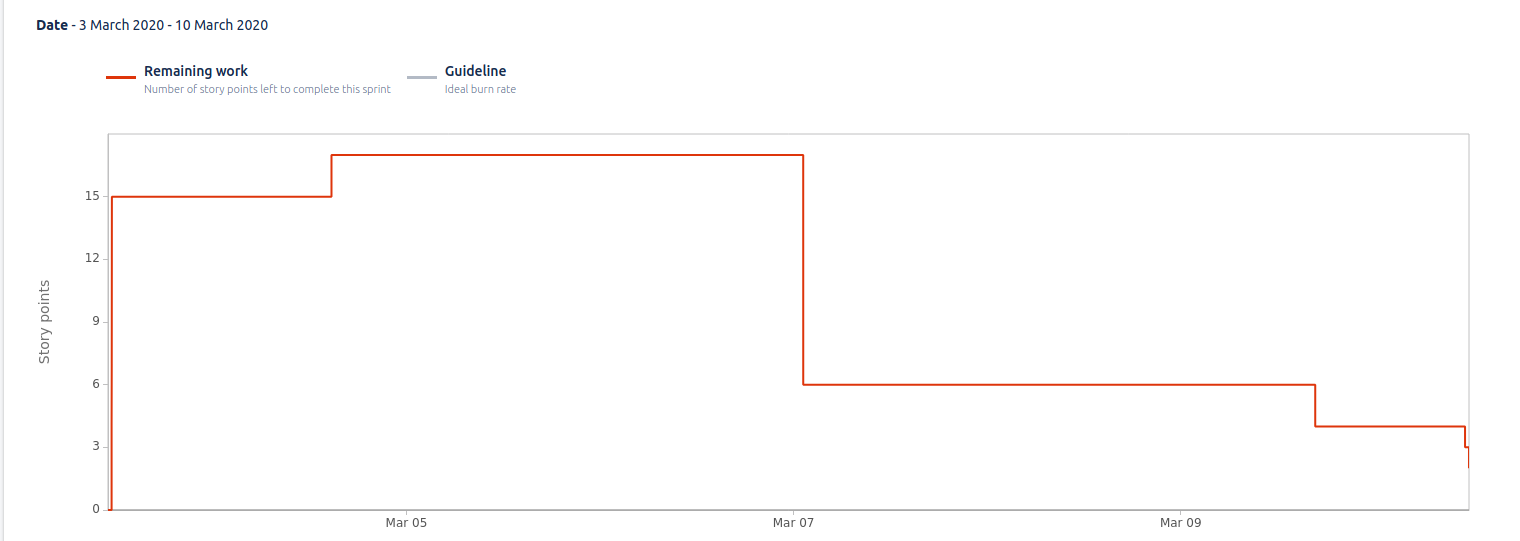 Date - 3 March 2020 - 10 March 2020
Remaining work
Number of story points left to complete this sprint
Guideline
Ideal burn rate
Story points
15
12
9
6
3
0
Mar 05
Mar 07
Mar 09